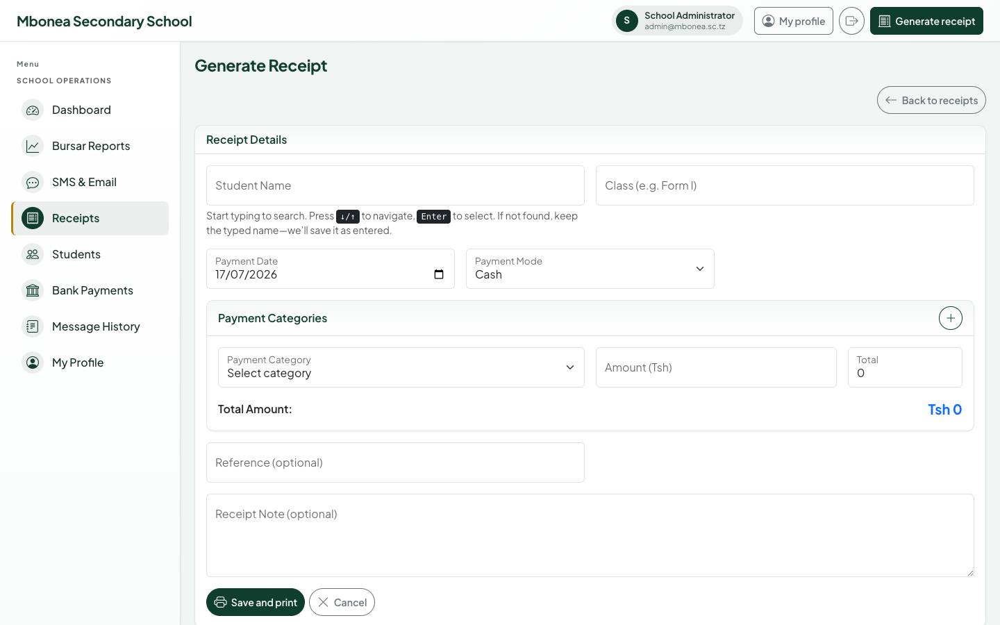 Mbonea Secondary School
S
School Administrator
admin@mbonea.sc.tz
My profile
Generate receipt
Menu
SCHOOL OPERATIONS
Dashboard
Bursar Reports
SMS & Email
Receipts
Students
Bank Payments
Message History
My Profile
Generate Receipt
Back to receipts
Receipt Details
Student Name
Class (e.g. Form I)
Start typing to search. Press ↓/↑ to navigate, Enter to select. If not found, keep
the typed name—we’ll save it as entered.
Payment Date
17/07/2026
Payment Mode
Cash
Payment Categories
Payment Category
Select category
Amount (Tsh)
Total
0
Total Amount:
Tsh 0
Reference (optional)
Receipt Note (optional)
Save and print
Cancel